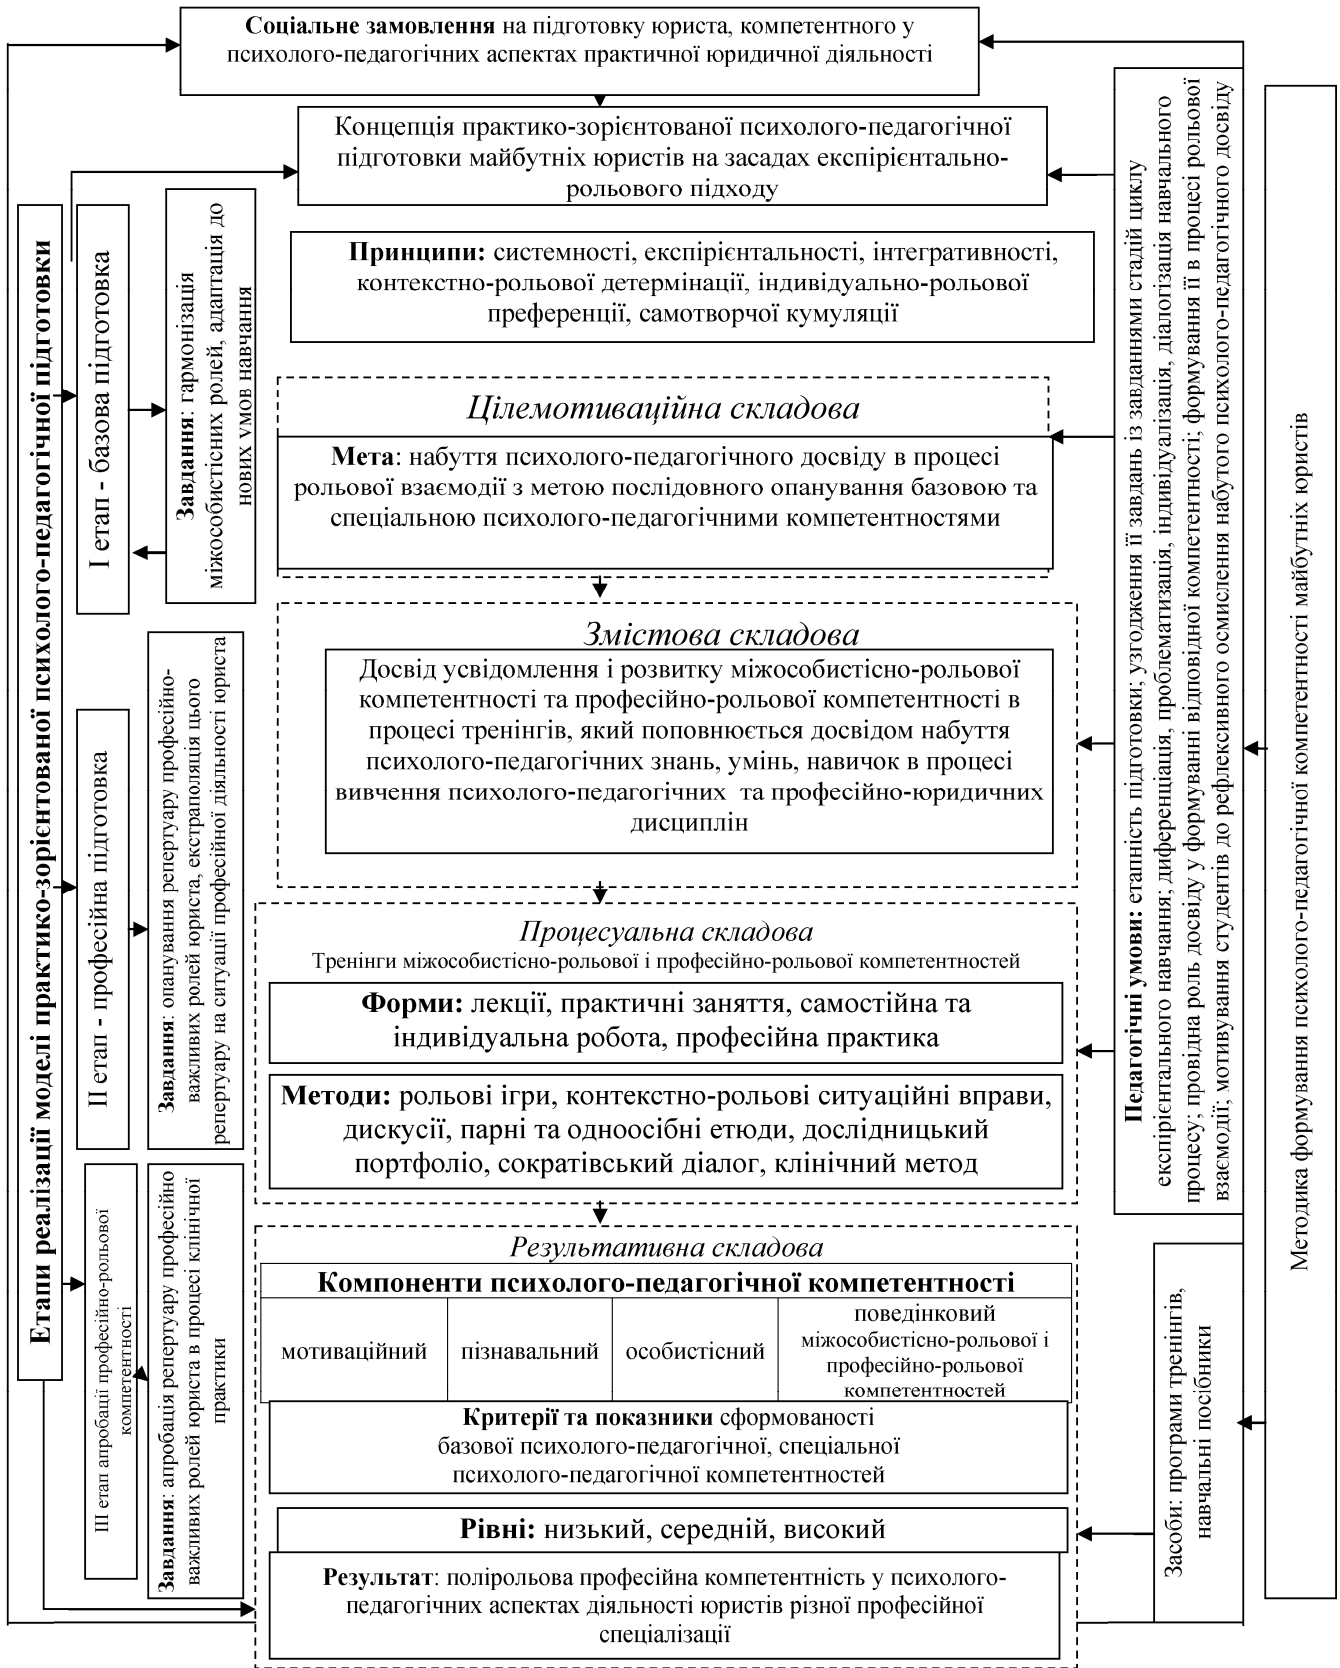 Соціальне замовлення на підготовку юриста, компетентного у
психолого-педагогічних аспектах практичної юридичної діяльності
Концепція практико-зорієнтованої психолого-педагогічної
підготовки майбутніх юристів на засадах експірієнтально-
рольового підходу
Принципи: системності, експірієнтальності, інтегративності,
контекстно-рольової детермінації, індивідуально-рольової
преференції, самотворчої кумуляції
Цілемотиваційна складова
Мета: набуття психолого-педагогічного досвіду в процесі
рольової взаємодії з метою послідовного опанування базовою та
спеціальною психолого-педагогічними компетентностями
Змістова складова
Досвід усвідомлення і розвитку міжособистісно-рольової
компетентності та професійно-рольової компетентності в
процесі тренінгів, який поповнюється досвідом набуття
психолого-педагогічних знань, умінь, навичок в процесі
вивчення психолого-педагогічних та професійно-юридичних
дисциплін
Процесуальна складова
Тренінги міжособистісно-рольової і професійно-рольової компетентностей
Форми: лекції, практичні заняття, самостійна та
індивідуальна робота, професійна практика
Методи: рольові ігри, контекстно-рольові ситуаційні вправи,
дискусії, парні та одноосібні етюди, дослідницький
портфоліо, сократівський діалог, клінічний метод
Результативна складова
Компоненти психолого-педагогічної компетентності
мотиваційний
пізнавальний
особистісний
поведінковий
міжособистісно-рольової і
професійно-рольової
компетентностей
Критерії та показники сформованості
базової психолого-педагогічної, спеціальної
психолого-педагогічної компетентностей
Рівні: низький, середній, високий
Результат: полірольова професійна компетентність у психолого-
педагогічних аспектах діяльності юристів різної професійної
спеціалізації
Етапи реалізації моделі практико-зорієнтованої психолого-педагогічної підготовки
І етап - базова підготовка
Завдання: гармонізація
міжособистісних ролей, адаптація до
нових умов навчання
ІІ етап - професійна підготовка
Завдання: опанування репертуару професійно-
важливих ролей юриста, екстраполяція цього
репертуару на ситуації професійної діяльності юриста
ІІІ етап апробації професійно-рольової
компетентності
Завдання: апробація репертуару професійно
важливих ролей юриста в процесі клінічної
практики
Педагогічні умови: етапність підготовки; узгодження її завдань із завданнями стадій циклу
експірієнтального навчання; диференціація, проблематизація, індивідуалізація, діалогізація навчального
процесу; провідна роль досвіду у формуванні відповідної компетентності; формування її в процесі рольової
взаємодії; мотивування студентів до рефлексивного осмислення набутого психолого-педагогічного досвіду
Засоби: програми тренінгів,
навчальні посібники
Методика формування психолого-педагогічної компетентності майбутніх юристів